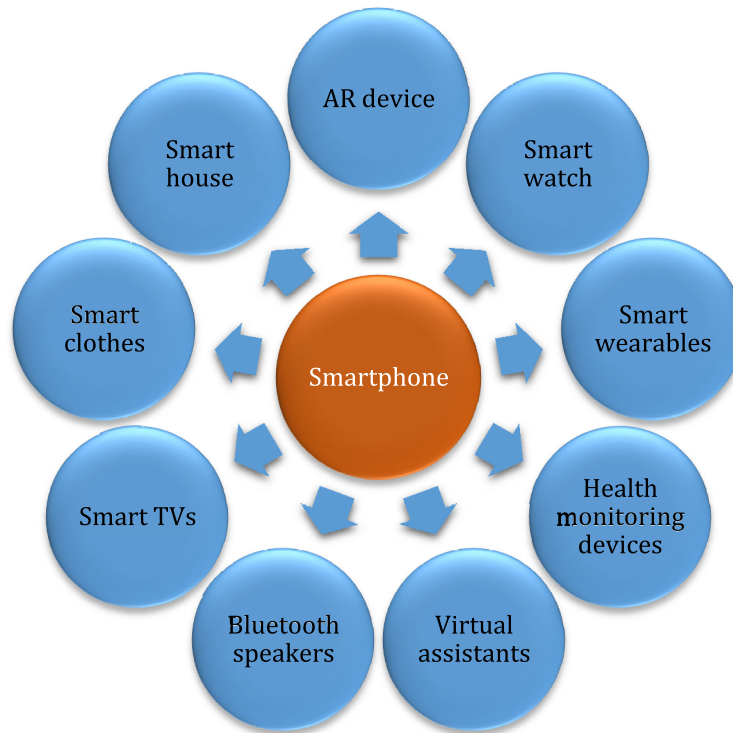 AR device
Smart
watch
Smart
wearables
Health
monitoring
devices
Virtual
assistants
Bluetooth
speakers
Smart TVs
Smart
clothes
Smart
house
Smartphone